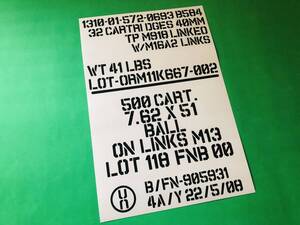 1310-01-572-0693 B584
32 CARTRIDGES 40MM
TP M918 LINKED
W/M16A2 LINKS
WT 41 LBS
LOT-ORM11K667-002
500 CART.
7.62 X 51
BALL
ON LINKS M13
LOT 118 FNB 00
B/FN-905931
4A/Y 22/5/08